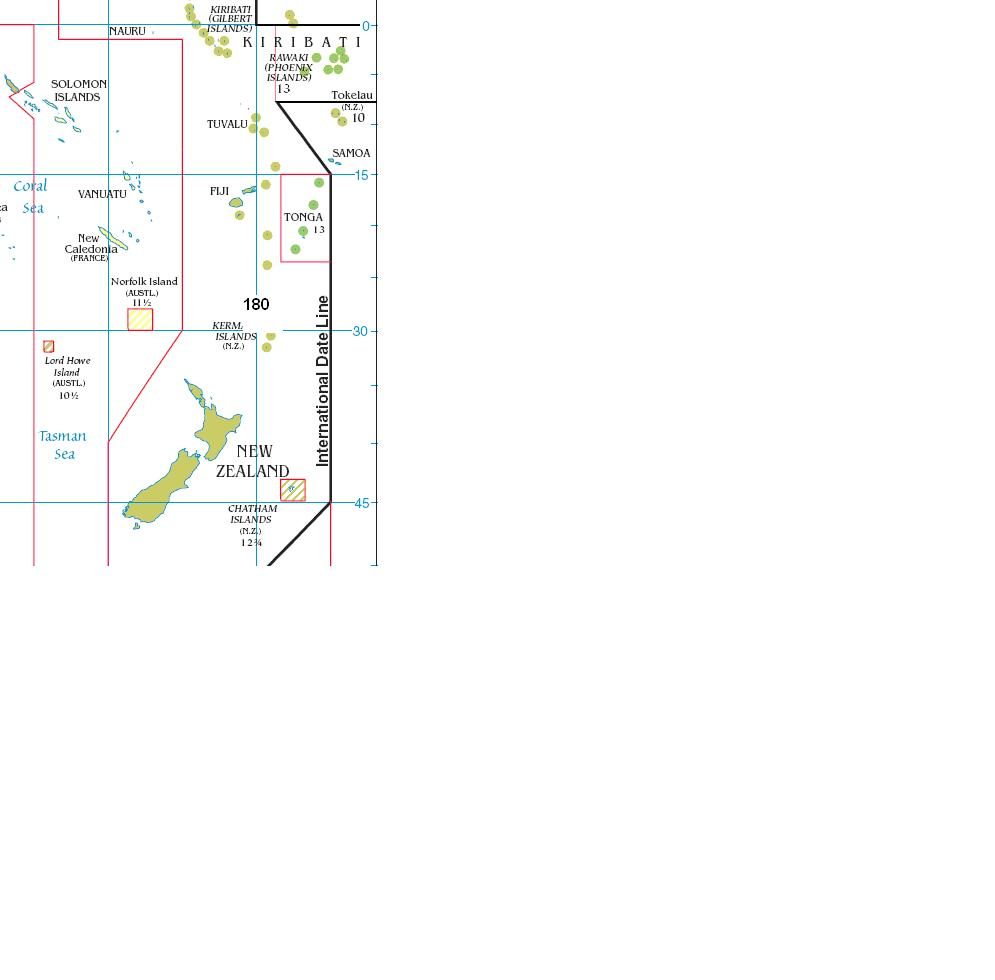 KIRIBATI
(GILBERT
ISLANDS)
0
NAURU
K I R I B A T I
RAWAKI
(PHOENIX
ISLANDS)
13
SOLOMON
ISLANDS
Tokelau
(N.Z.)
10
TUVALU
SAMOA
15
Coral
Sea
VANUATU
FIJI
TONGA
13
New
Caledonia
(FRANCE)
Norfolk Island
(AUSTL.)
11½
180
International Date Line
KERM
ISLANDS
(N.Z.)
30
Lord Howe
Island
(AUSTL.)
10½
Tasman
Sea
NEW
ZEALAND
45
CHATHAM
ISLANDS
(N.Z.)
12¾